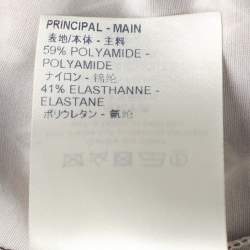 PRINCIPAL - MAIN
表地/本体 - 主料
59% POLYAMIDE -
POLYAMIDE
ナイロン - 锦纶
41% ELASTHANNE -
ELASTANE
ポリウレタン - 氨纶